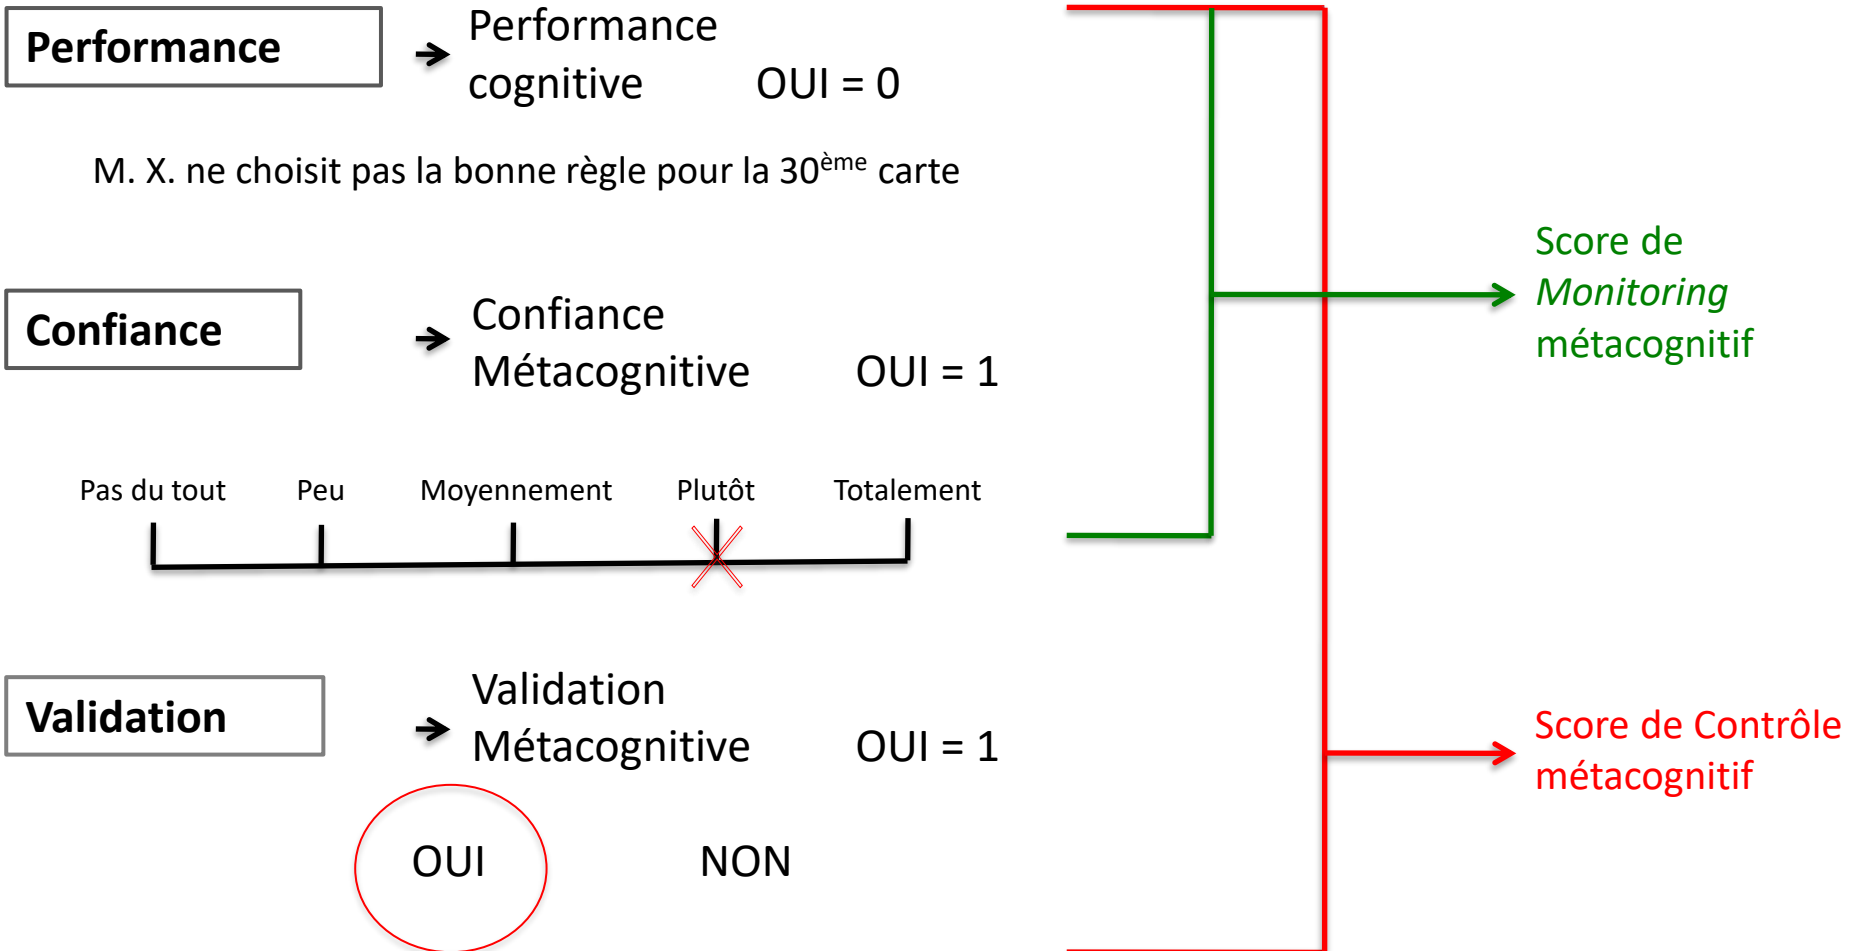 Performance
Performance
cognitive OUI = 0
M. X. ne choisit pas la bonne règle pour la 30ème carte
Confiance
Confiance
Métacognitive OUI = 1
Pas du tout Peu Moyennement Plutôt Totalement
Validation
Validation
Métacognitive OUI = 1
OUI NON
Score de
Monitoring
métacognitif
Score de Contrôle
métacognitif